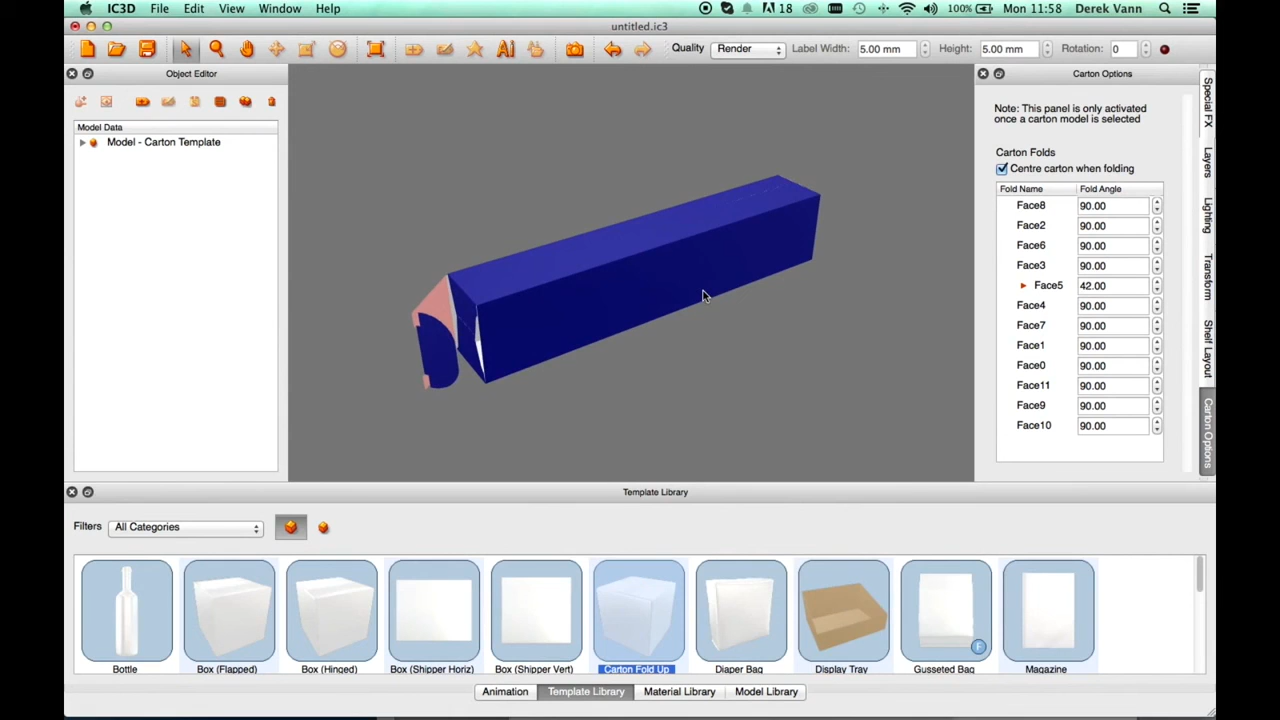 IC3D File Edit View Window Help 18 100% Mon 11:58 Derek Vann
untitled.ic3
Quality Render Label Width: 5.00 mm Height: 5.00 mm Rotation: 0
Object Editor
Model Data
Model - Carton Template
Carton Options
Note: This panel is only activated
once a carton model is selected
Carton Folds
Centre carton when folding
Fold Name Fold Angle
Face8 90.00
Face2 90.00
Face6 90.00
Face3 90.00
Face5 42.00
Face4 90.00
Face7 90.00
Face1 90.00
Face0 90.00
Face11 90.00
Face9 90.00
Face10 90.00
Special FX
Layers
Lighting
Transform
Shelf Layout
Carton Options
Template Library
Filters All Categories
Bottle Box (Flapped) Box (Hinged) Box (Shipper Horiz) Box (Shipper Vert) Carton Fold Up Diaper Bag Display Tray Gusseted Bag Magazine
Animation Template Library Material Library Model Library